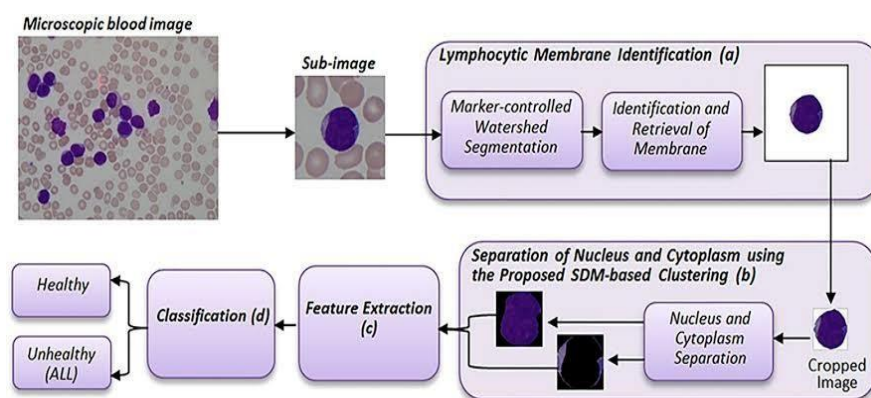 Microscopic blood image
Sub-image
Lymphocytic Membrane Identification (a)
Marker-controlled
Watershed
Segmentation
Identification and
Retrieval of
Membrane
Separation of Nucleus and Cytoplasm using
the Proposed SDM-based Clustering (b)
Nucleus and
Cytoplasm
Separation
Cropped
Image
Feature Extraction
(c)
Classification (d)
Healthy
Unhealthy
(ALL)